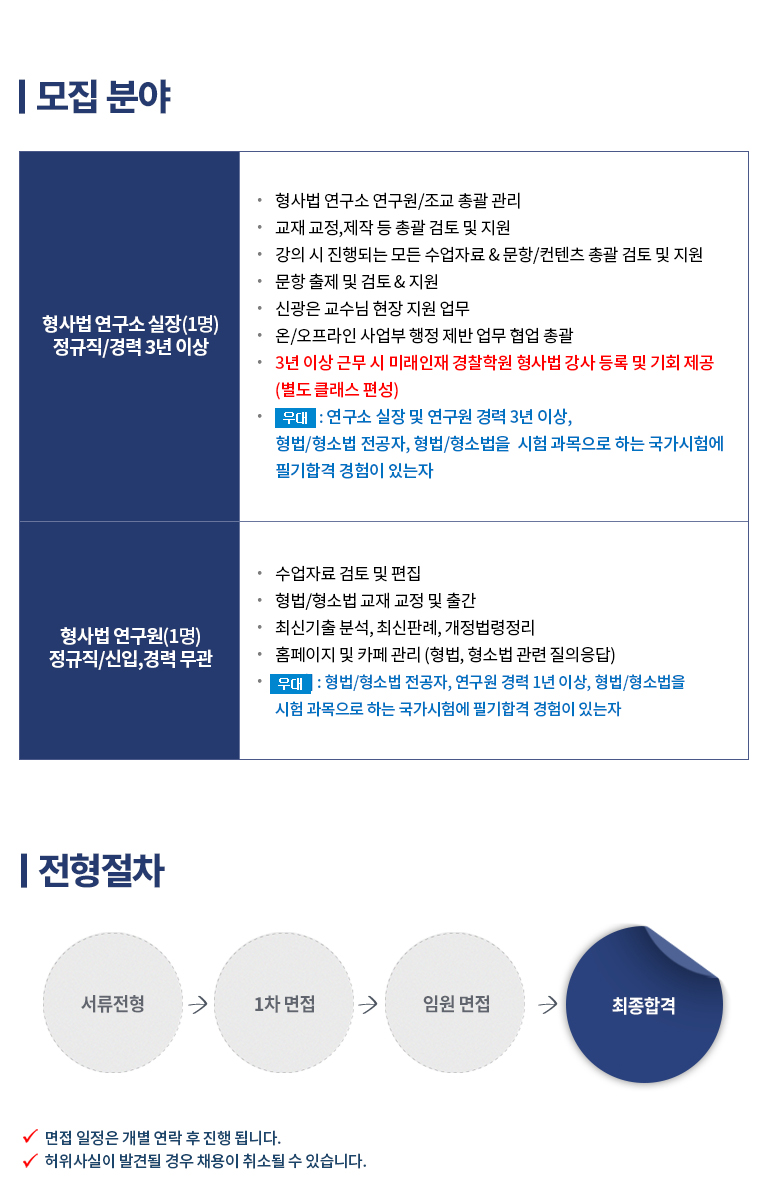 모집 분야
형사법 연구소 실장(1명)
정규직/경력 3년 이상
• 형사법 연구소 연구원/조교 총괄 관리
• 교재 교정,제작 등 총괄 검토 및 지원
• 강의 시 진행되는 모든 수업자료 & 문항/컨텐츠 총괄 검토 및 지원
• 문항 출제 및 검토 & 지원
• 신광은 교수님 현장 지원 업무
• 온/오프라인 사업부 행정 제반 업무 협업 총괄
• 3년 이상 근무 시 미래인재 경찰학원 형사법 강사 등록 및 기회 제공
(별도 클래스 편성)
• 우대 : 연구소 실장 및 연구원 경력 3년 이상,
형법/형소법 전공자, 형법/형소법을 시험 과목으로 하는 국가시험에
필기합격 경험이 있는자
형사법 연구원(1명)
정규직/신입,경력 무관
• 수업자료 검토 및 편집
• 형법/형소법 교재 교정 및 출간
• 최신기출 분석, 최신판례, 개정법령정리
• 홈페이지 및 카페 관리 (형법, 형소법 관련 질의응답)
• 우대 : 형법/형소법 전공자, 연구원 경력 1년 이상, 형법/형소법을
시험 과목으로 하는 국가시험에 필기합격 경험이 있는자
전형절차
서류전형
1차 면접
임원 면접
최종합격
면접 일정은 개별 연락 후 진행 됩니다.
허위사실이 발견될 경우 채용이 취소될 수 있습니다.